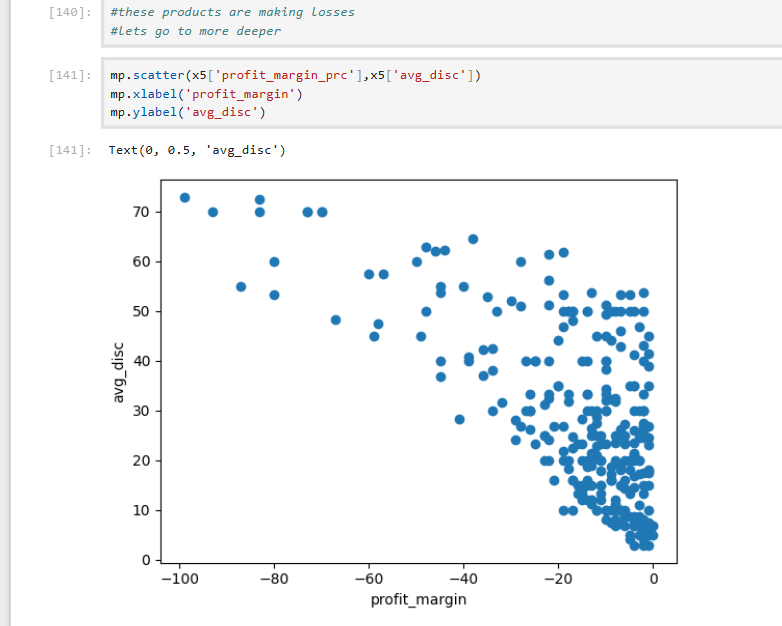 [140]: #these products are making losses
#lets go to more deeper
[141]: mp.scatter(x5['profit_margin_prc'],x5['avg_disc'])
mp.xlabel('profit_margin')
mp.ylabel('avg_disc')
[141]: Text(0, 0.5, 'avg_disc')
70
60
50
40
30
20
10
0
avg_disc
−100 −80 −60 −40 −20 0
profit_margin